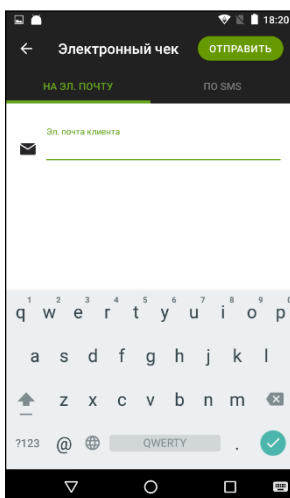 18:20
Электронный чек ОТПРАВИТЬ
НА ЭЛ. ПОЧТУ ПО SMS
Эл. почта клиента
1 2 3 4 5 6 7 8 9 0
q w e r t y u i o p
a s d f g h j k l
z x c v b n m
?123 @ QWERTY .